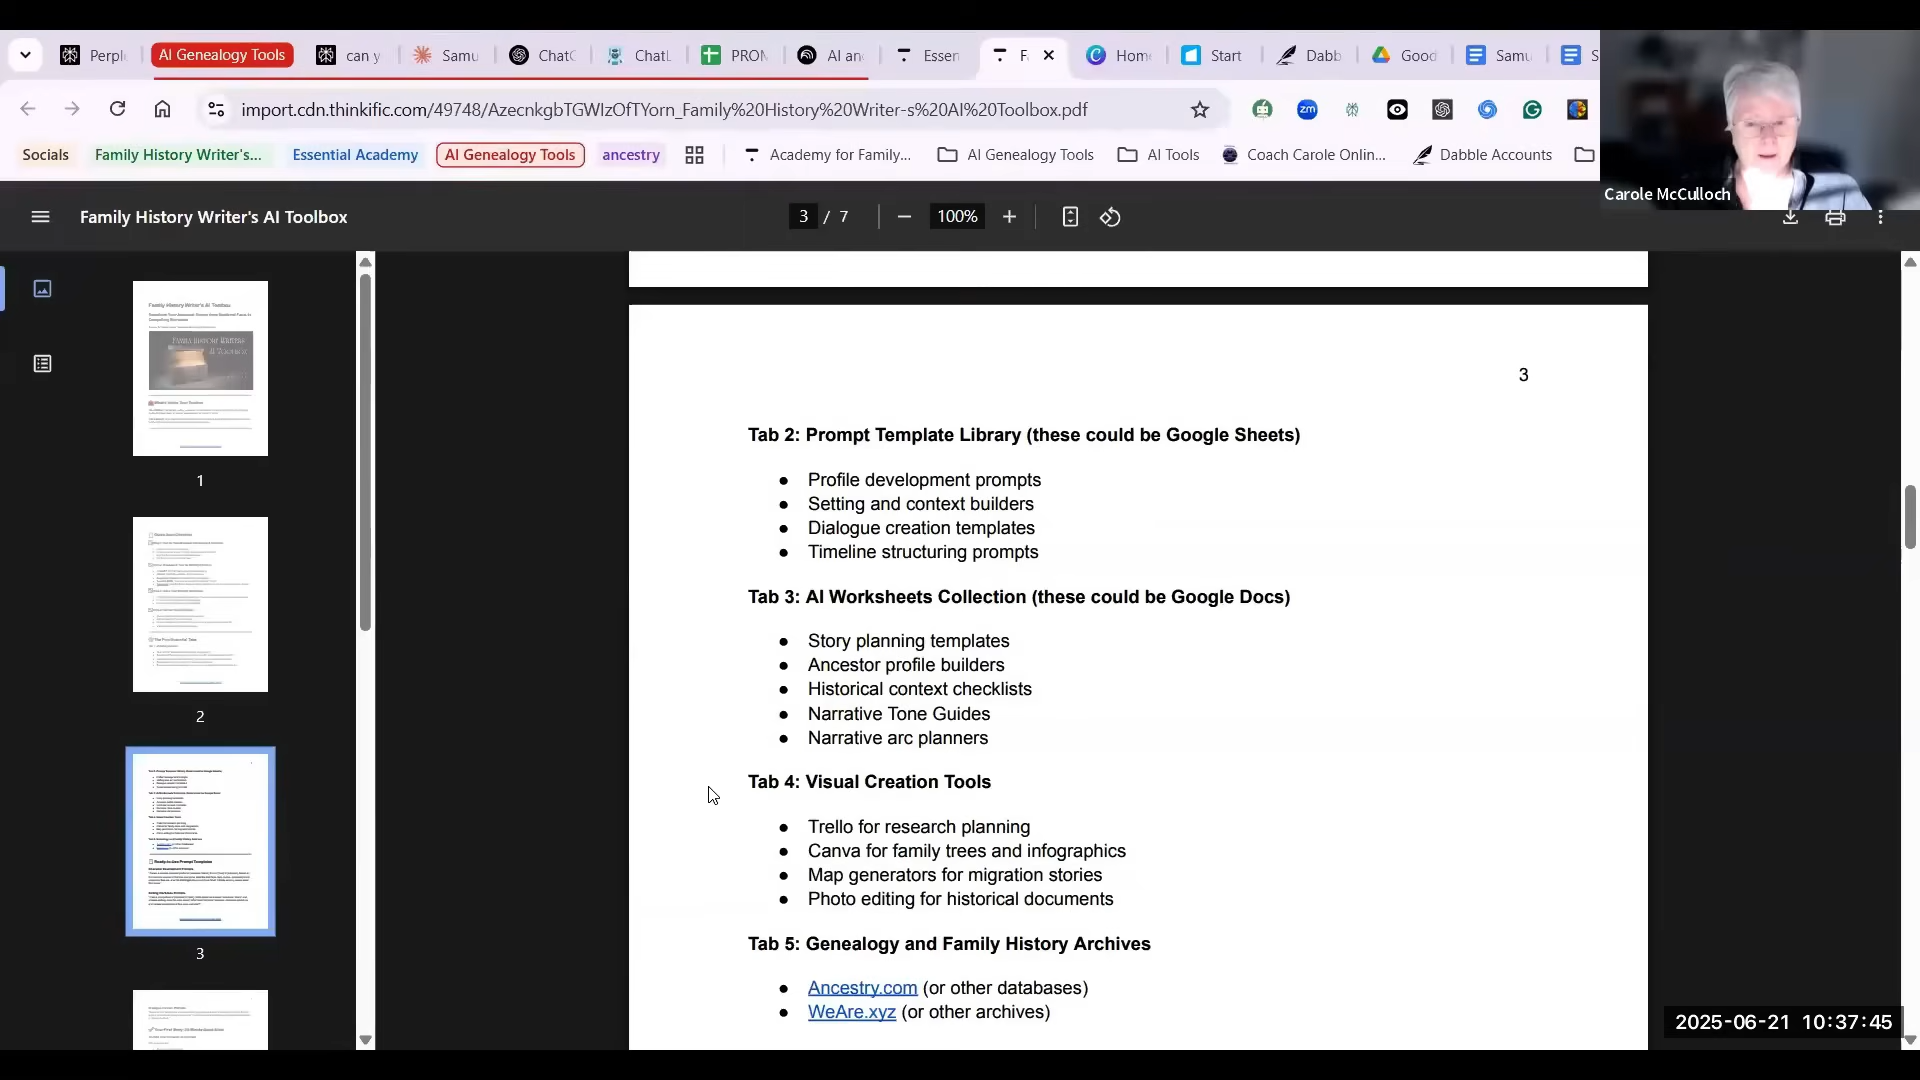 Perple
AI Genealogy Tools
can y
Samu
ChatG
ChatL
PROM
AI an
Essen
F
Home
Start
Dabb
Good
Samu
S
import.cdn.thinkific.com/49748/AzecnkgbTGWIzOfTYorn_Family%20History%20Writer-s%20AI%20Toolbox.pdf
Socials
Family History Writer's...
Essential Academy
AI Genealogy Tools
ancestry
Academy for Family...
AI Genealogy Tools
AI Tools
Coach Carole Onlin...
Dabble Accounts
Carole McCulloch
Family History Writer's AI Toolbox
3 / 7
100%
1
2
3
3
Tab 2: Prompt Template Library (these could be Google Sheets)
● Profile development prompts
● Setting and context builders
● Dialogue creation templates
● Timeline structuring prompts
Tab 3: AI Worksheets Collection (these could be Google Docs)
● Story planning templates
● Ancestor profile builders
● Historical context checklists
● Narrative Tone Guides
● Narrative arc planners
Tab 4: Visual Creation Tools
● Trello for research planning
● Canva for family trees and infographics
● Map generators for migration stories
● Photo editing for historical documents
Tab 5: Genealogy and Family History Archives
● Ancestry.com (or other databases)
● WeAre.xyz (or other archives)
2025-06-21 10:37:45